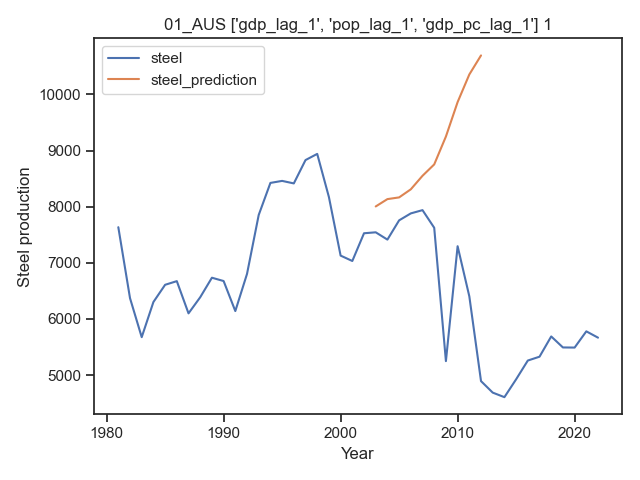 01_AUS ['gdp_lag_1', 'pop_lag_1', 'gdp_pc_lag_1'] 1
steel
steel_prediction
10000
9000
8000
7000
6000
5000
Steel production
1980
1990
2000
2010
2020
Year